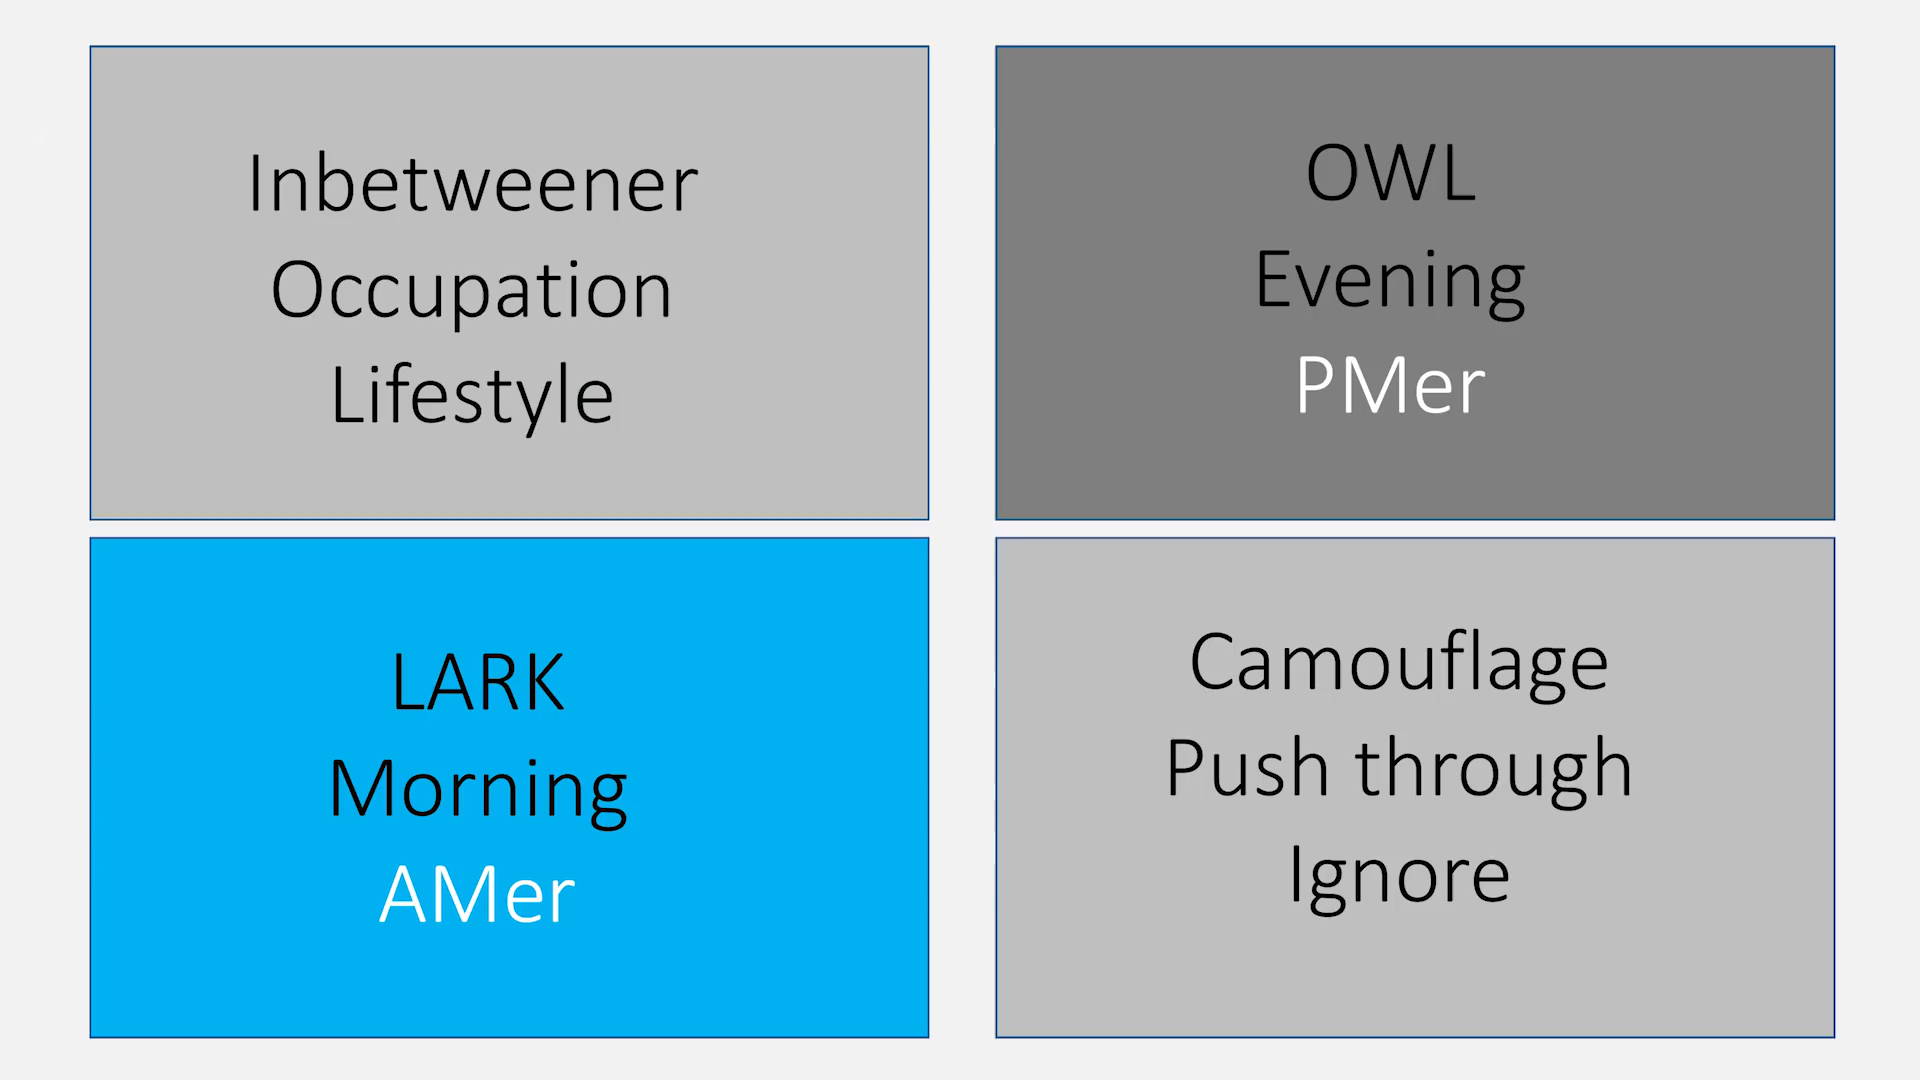 Inbetweener
Occupation
Lifestyle
OWL
Evening
PMer
LARK
Morning
AMer
Camouflage
Push through
Ignore